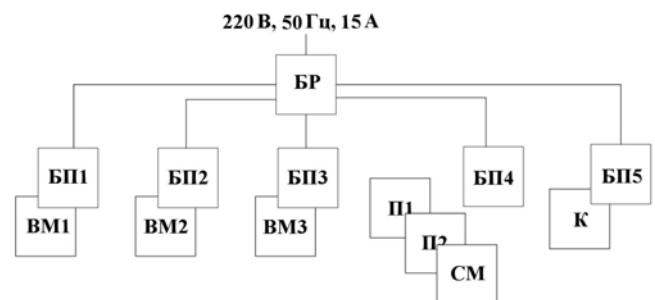 220 В, 50 Гц, 15 А
БР
БП1 БП2 БП3 БП4 БП5
ВМ1 ВМ2 ВМ3 П1 К
П2
СМ